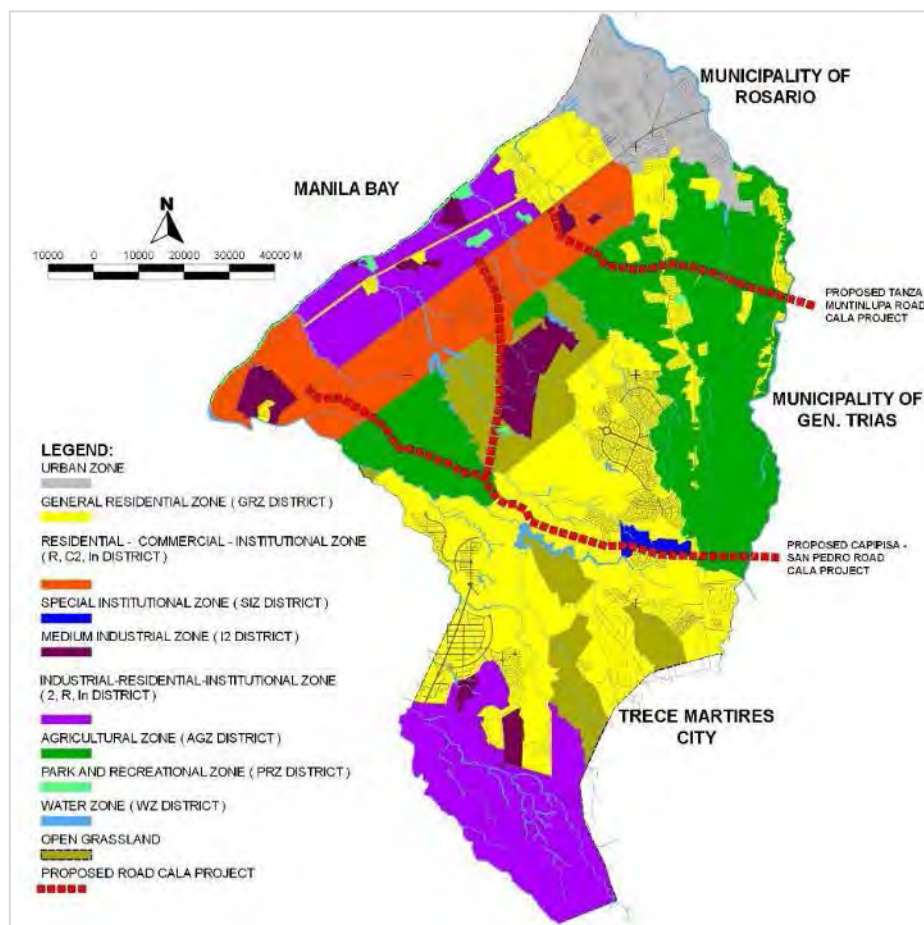 MUNICIPALITY OF
ROSARIO
MANILA BAY
N
10000 0 10000 20000 30000 40000 M
PROPOSED TANZA
MUNTINLUPA ROAD
CALA PROJECT
MUNICIPALITY OF
GEN. TRIAS
LEGEND:
URBAN ZONE
GENERAL RESIDENTIAL ZONE ( GRZ DISTRICT )
RESIDENTIAL - COMMERCIAL - INSTITUTIONAL ZONE
( R, C2, In DISTRICT )
SPECIAL INSTITUTIONAL ZONE ( SIZ DISTRICT )
MEDIUM INDUSTRIAL ZONE ( I2 DISTRICT )
INDUSTRIAL-RESIDENTIAL-INSTITUTIONAL ZONE
( 2, R, In DISTRICT )
AGRICULTURAL ZONE ( AGZ DISTRICT )
PARK AND RECREATIONAL ZONE ( PRZ DISTRICT )
WATER ZONE ( WZ DISTRICT )
OPEN GRASSLAND
PROPOSED ROAD CALA PROJECT
PROPOSED CAPIPISA -
SAN PEDRO ROAD
CALA PROJECT
TRECE MARTIRES
CITY